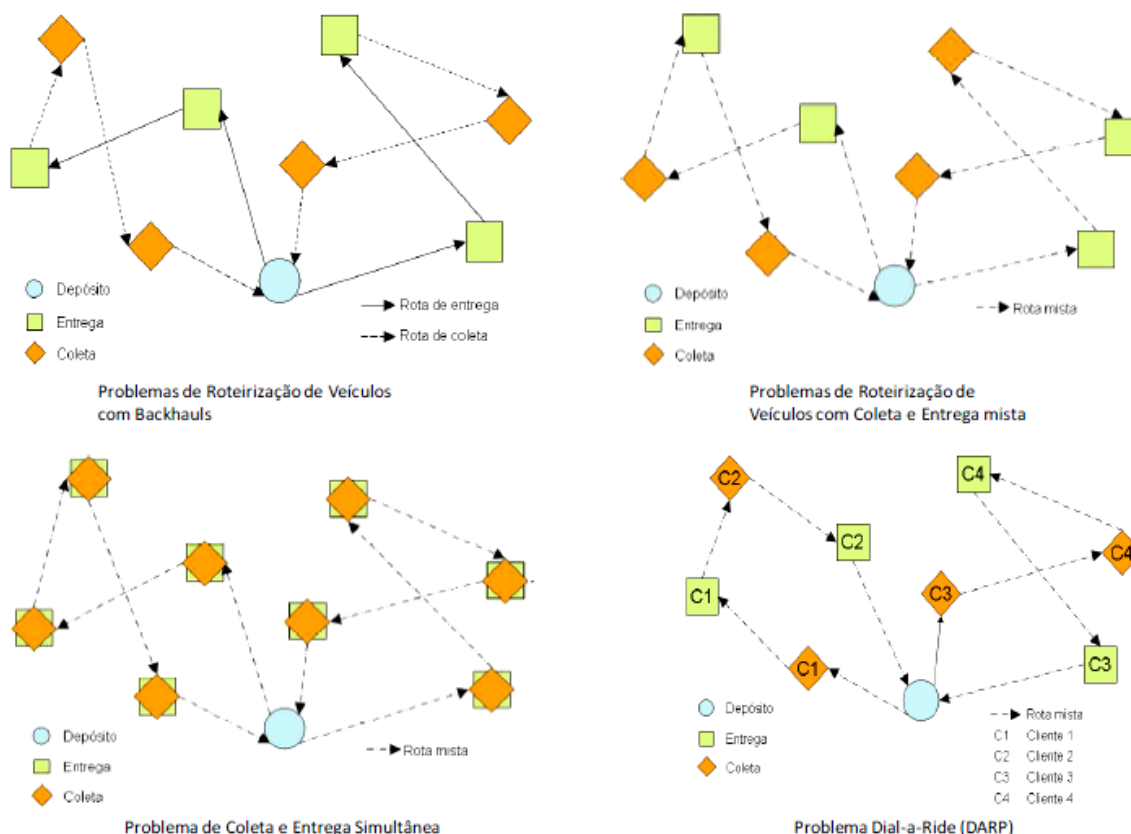 Depósito
Entrega
Coleta
Rota de entrega
Rota de coleta
Problemas de Roteirização de Veículos
com Backhauls
Depósito
Entrega
Coleta
Rota mista
Problemas de Roteirização de
Veículos com Coleta e Entrega mista
Depósito
Entrega
Coleta
Rota mista
Problema de Coleta e Entrega Simultânea
C2
C4
C2
C4
C1
C3
C1
C3
Depósito
Entrega
Coleta
Rota mista
C1 Cliente 1
C2 Cliente 2
C3 Cliente 3
C4 Cliente 4
Problema Dial-a-Ride (DARP)